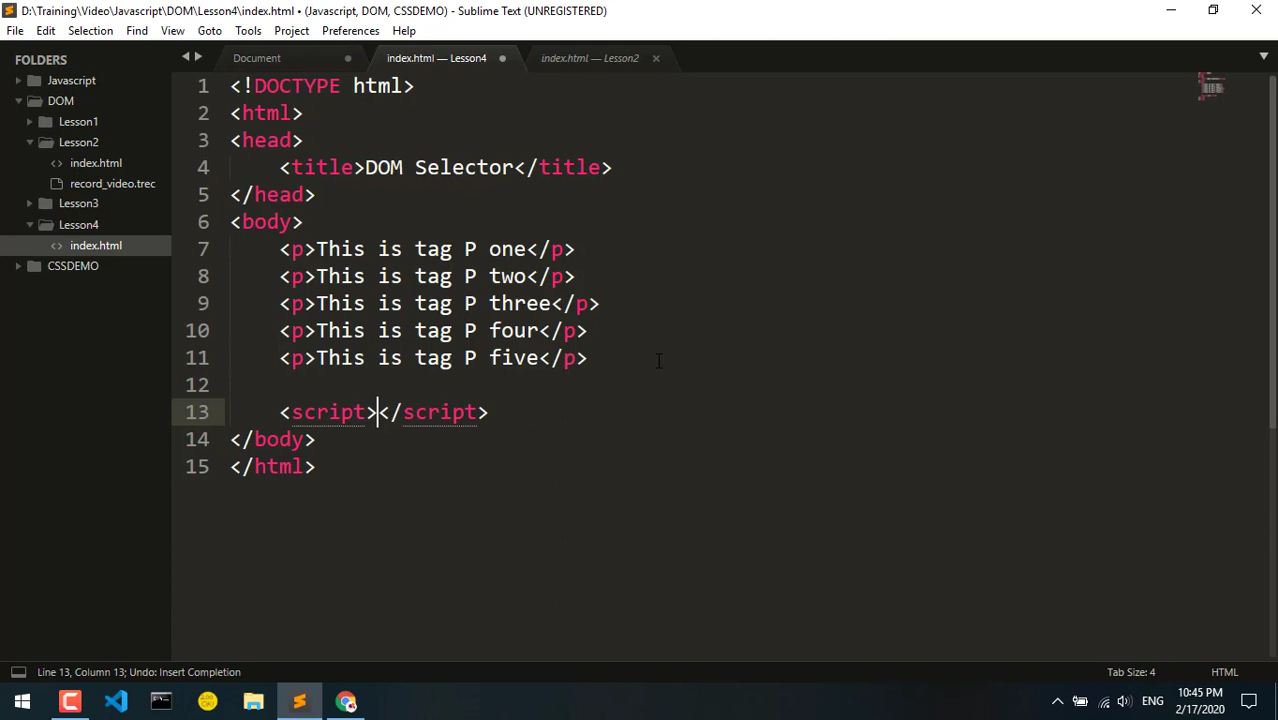 D:\Training\Video\Javascript\DOM\Lesson4\index.html • (Javascript, DOM, CSSDEMO) - Sublime Text (UNREGISTERED)
File Edit Selection Find View Goto Tools Project Preferences Help
FOLDERS
Javascript
DOM
Lesson1
Lesson2
index.html
record_video.trec
Lesson3
Lesson4
index.html
CSSDEMO
Document
index.html — Lesson4
index.html — Lesson2
1 <!DOCTYPE html>
2 <html>
3 <head>
4 <title>DOM Selector</title>
5 </head>
6 <body>
7 <p>This is tag P one</p>
8 <p>This is tag P two</p>
9 <p>This is tag P three</p>
10 <p>This is tag P four</p>
11 <p>This is tag P five</p>
12
13 <script></script>
14 </body>
15 </html>
Line 13, Column 13; Undo: Insert Completion
Tab Size: 4
HTML
ENG
10:45 PM
2/17/2020